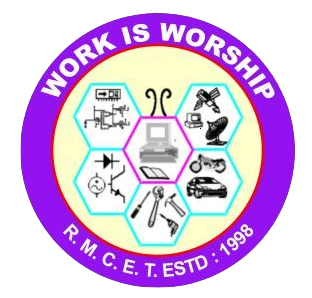 WORK IS WORSHIP
R. M. C. E. T. ESTD : 1998